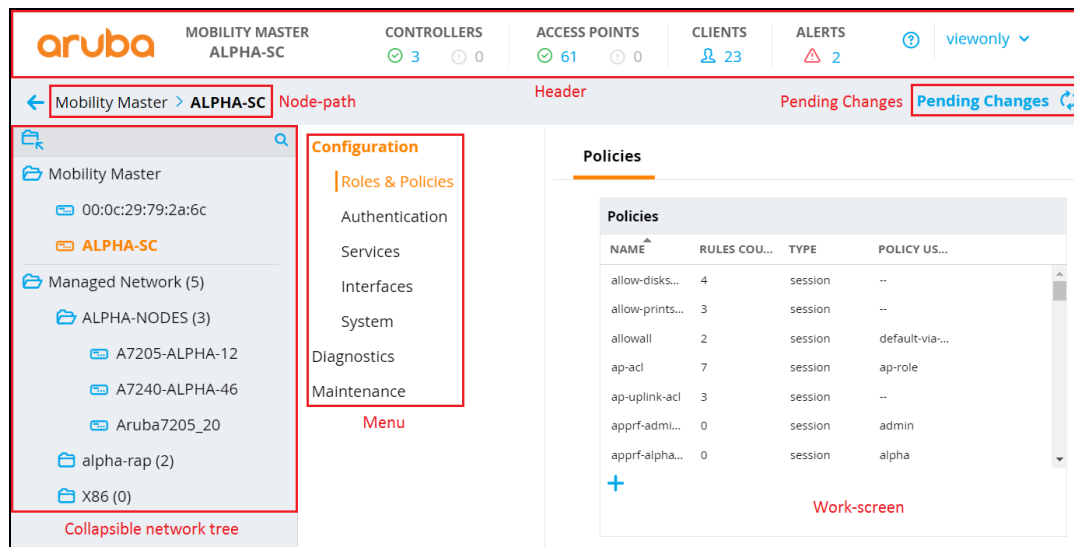 aruba
MOBILITY MASTER
ALPHA-SC
CONTROLLERS
3 0
ACCESS POINTS
61 0
CLIENTS
23
ALERTS
2
?
viewonly
Mobility Master > ALPHA-SC
Node-path
Header
Pending Changes
Pending Changes
Mobility Master
00:0c:29:79:2a:6c
ALPHA-SC
Managed Network (5)
ALPHA-NODES (3)
A7205-ALPHA-12
A7240-ALPHA-46
Aruba7205_20
alpha-rap (2)
X86 (0)
Collapsible network tree
Configuration
Roles & Policies
Authentication
Services
Interfaces
System
Diagnostics
Maintenance
Menu
Policies
Policies
NAME RULES COU... TYPE POLICY US...
allow-disks... 4 session --
allow-prints... 3 session --
allowall 2 session default-via-...
ap-acl 7 session ap-role
ap-uplink-acl 3 session --
apprf-admi... 0 session admin
apprf-alpha... 0 session alpha
+
Work-screen